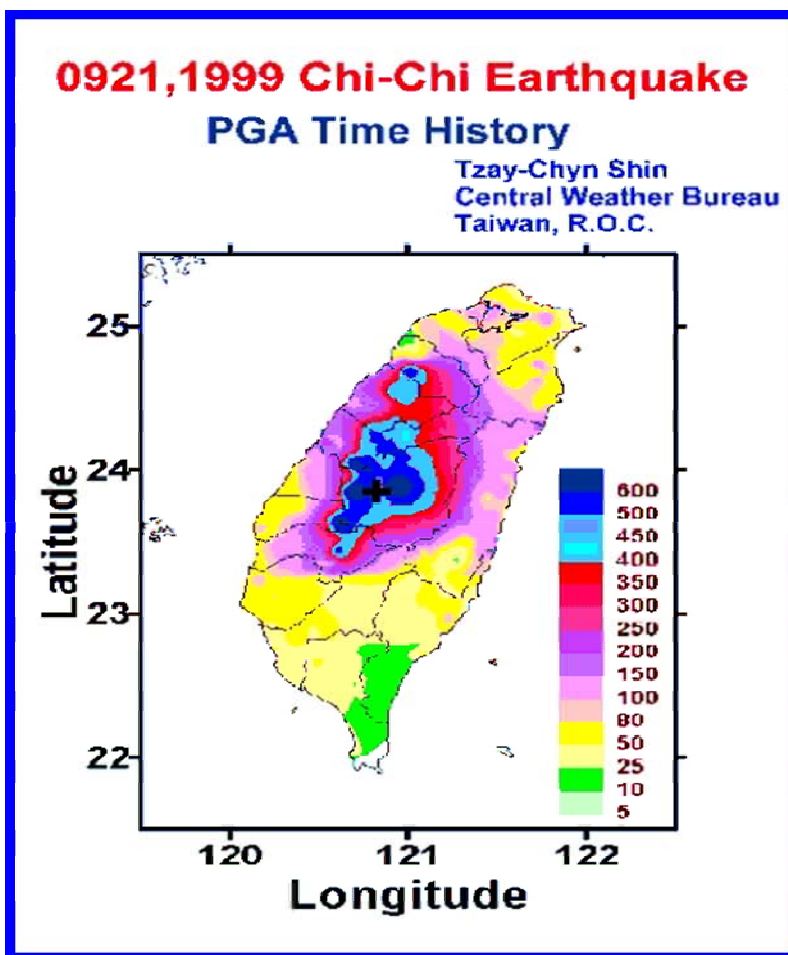 0921,1999 Chi-Chi Earthquake
PGA Time History
Tzay-Chyn Shin
Central Weather Bureau
Taiwan, R.O.C.
25
24
23
22
Latitude
600
500
450
400
350
300
250
200
150
100
80
50
25
10
5
120 121 122
Longitude